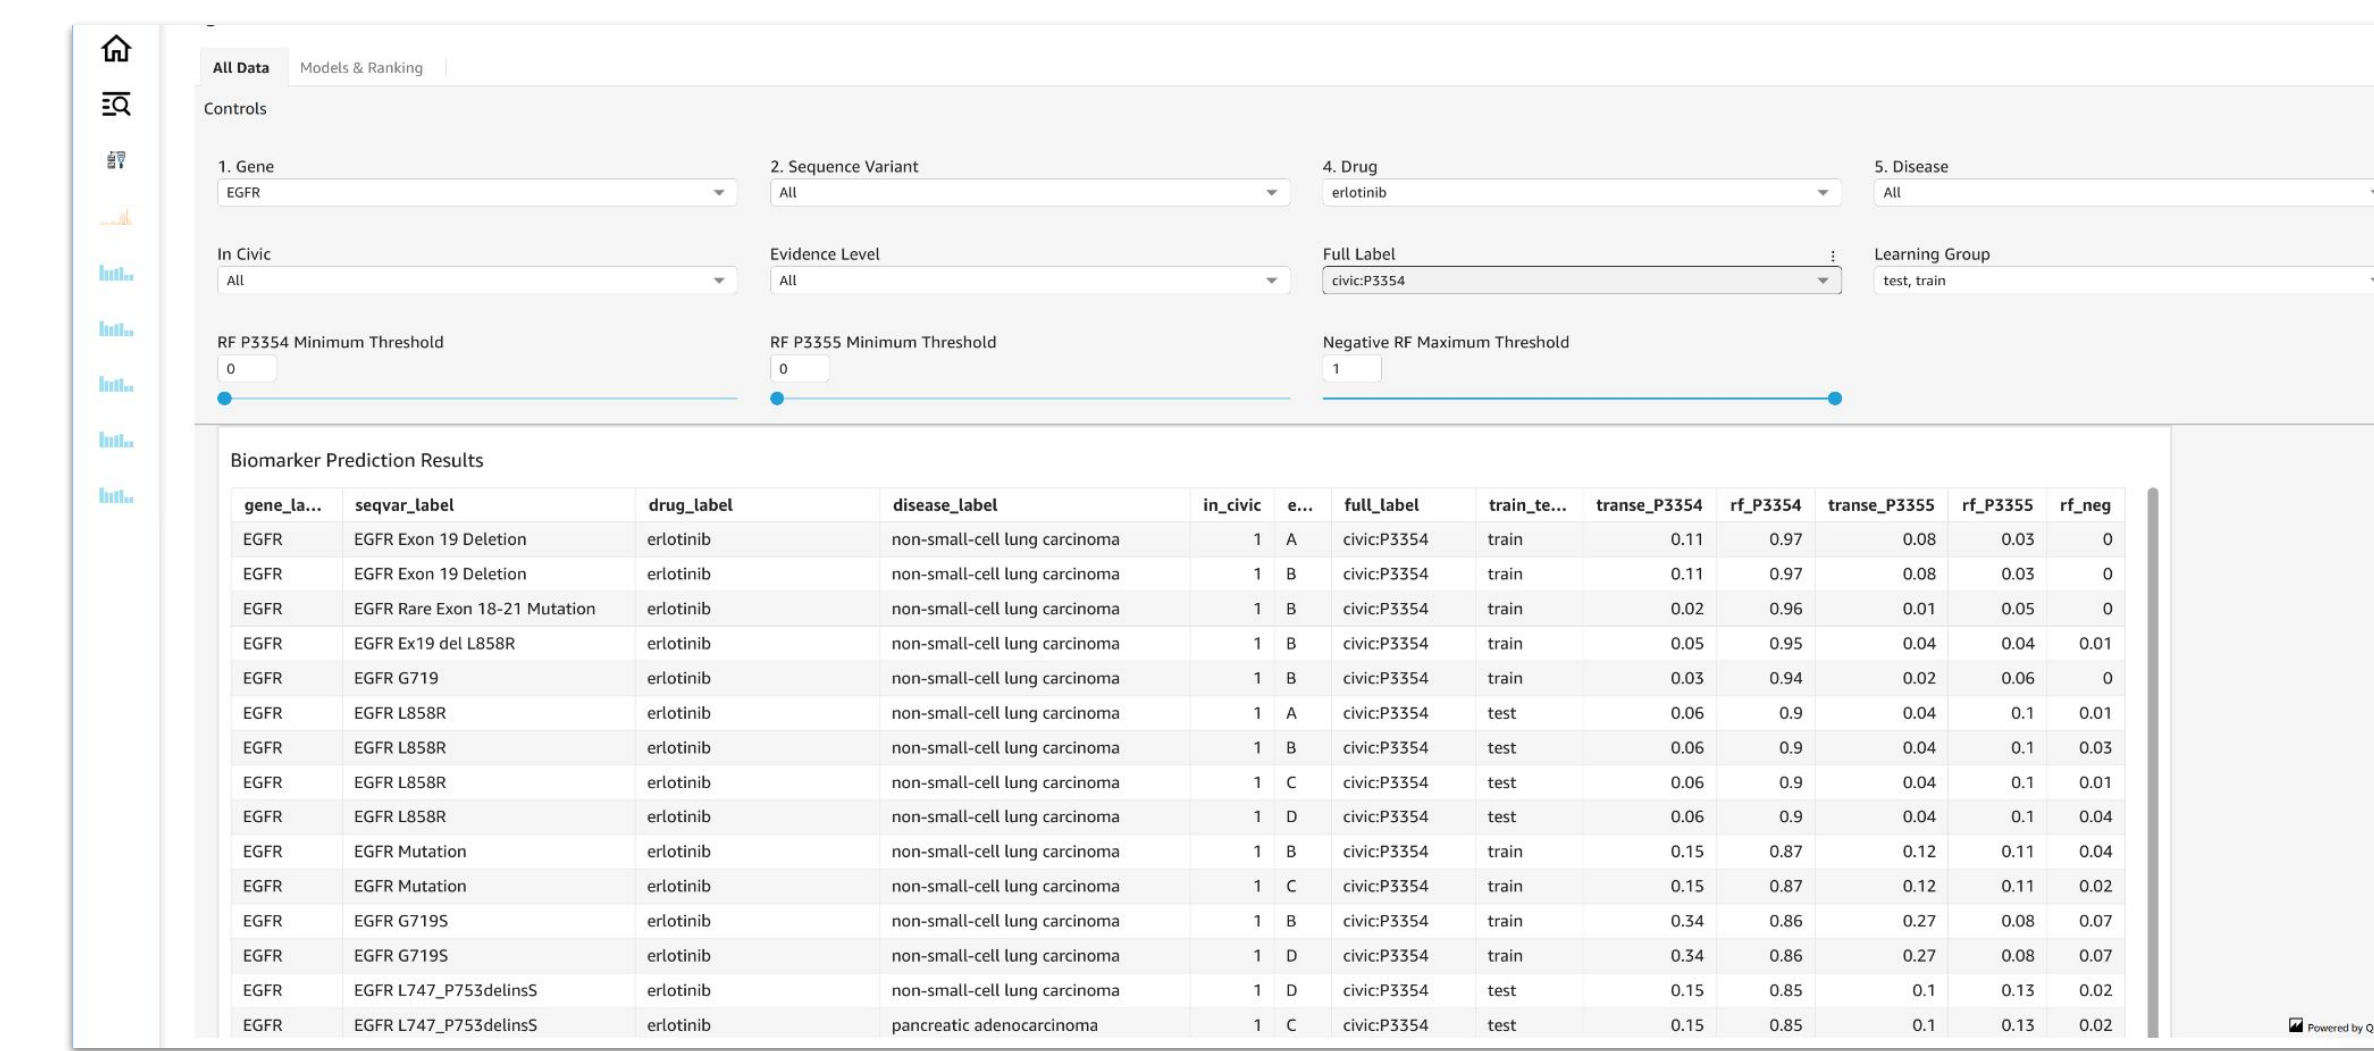 All Data Models & Ranking
Controls
1. Gene 2. Sequence Variant 4. Drug 5. Disease
EGFR All erlotinib All
In Civic Evidence Level Full Label Learning Group
All All civic:P3354 test, train
RF P3354 Minimum Threshold RF P3355 Minimum Threshold Negative RF Maximum Threshold
0 0 1
Biomarker Prediction Results
gene_la... seqvar_label drug_label disease_label in_civic e... full_label train_te... transe_P3354 rf_P3354 transe_P3355 rf_P3355 rf_neg
EGFR EGFR Exon 19 Deletion erlotinib non-small-cell lung carcinoma 1 A civic:P3354 train 0.11 0.97 0.08 0.03 0
EGFR EGFR Exon 19 Deletion erlotinib non-small-cell lung carcinoma 1 B civic:P3354 train 0.11 0.97 0.08 0.03 0
EGFR EGFR Rare Exon 18-21 Mutation erlotinib non-small-cell lung carcinoma 1 B civic:P3354 train 0.02 0.96 0.01 0.05 0
EGFR EGFR Ex19 del L858R erlotinib non-small-cell lung carcinoma 1 B civic:P3354 train 0.05 0.95 0.04 0.04 0.01
EGFR EGFR G719 erlotinib non-small-cell lung carcinoma 1 B civic:P3354 train 0.03 0.94 0.02 0.06 0
EGFR EGFR L858R erlotinib non-small-cell lung carcinoma 1 A civic:P3354 test 0.06 0.9 0.04 0.1 0.01
EGFR EGFR L858R erlotinib non-small-cell lung carcinoma 1 B civic:P3354 test 0.06 0.9 0.04 0.1 0.03
EGFR EGFR L858R erlotinib non-small-cell lung carcinoma 1 C civic:P3354 test 0.06 0.9 0.04 0.1 0.01
EGFR EGFR L858R erlotinib non-small-cell lung carcinoma 1 D civic:P3354 test 0.06 0.9 0.04 0.1 0.04
EGFR EGFR Mutation erlotinib non-small-cell lung carcinoma 1 B civic:P3354 train 0.15 0.87 0.12 0.11 0.04
EGFR EGFR Mutation erlotinib non-small-cell lung carcinoma 1 C civic:P3354 train 0.15 0.87 0.12 0.11 0.02
EGFR EGFR G719S erlotinib non-small-cell lung carcinoma 1 B civic:P3354 train 0.34 0.86 0.27 0.08 0.07
EGFR EGFR G719S erlotinib non-small-cell lung carcinoma 1 D civic:P3354 train 0.34 0.86 0.27 0.08 0.07
EGFR EGFR L747_P753delinsS erlotinib non-small-cell lung carcinoma 1 D civic:P3354 test 0.15 0.85 0.1 0.13 0.02
EGFR EGFR L747_P753delinsS erlotinib pancreatic adenocarcinoma 1 C civic:P3354 test 0.15 0.85 0.1 0.13 0.02
Powered by Q